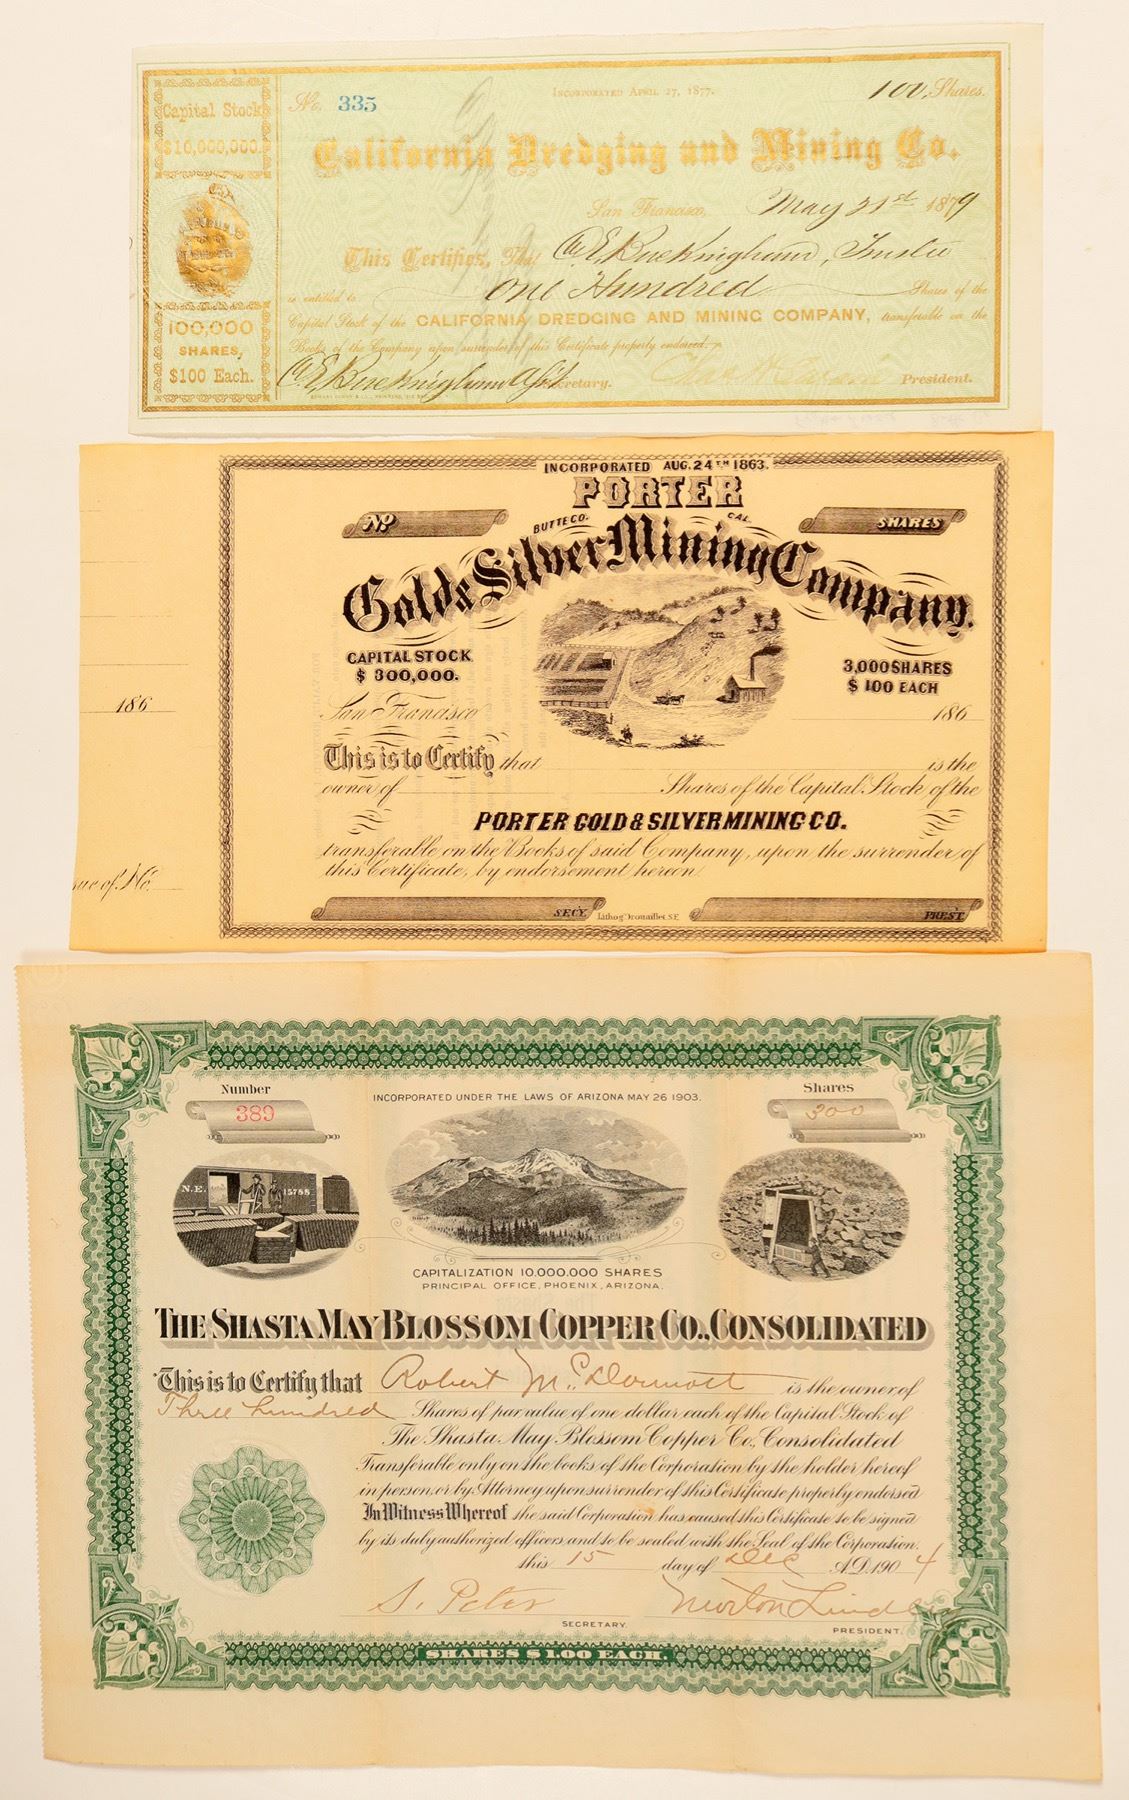 Capital Stock
$10,000,000.
100,000
SHARES,
$100 Each.
No. 335
INCORPORATED APRIL 27, 1877.
100, Shares.
California Dredging and Mining Co.
San Francisco, May 21st 1879
This Certifies, That W E Buckningham, Trustee
is entitled to One Hundred Shares of the
Capital Stock of the CALIFORNIA DREDGING AND MINING COMPANY, transferable on the
Books of the Company upon surrender of this Certificate properly endorsed.
Secretary.
President.
INCORPORATED AUG. 24TH 1863.
PORTER
BUTTE CO. CAL.
No
SHARES
Gold & Silver Mining Company.
CAPITAL STOCK
$ 300,000.
3,000 SHARES
$ 100 EACH
186
San Francisco 186
This is to Certify that is the
owner of Shares of the Capital Stock of the
PORTER GOLD & SILVER MINING CO.
transferable on the Books of said Company, upon the surrender of
this Certificate, by endorsement hereon
sue of. No.
SECY. Lithog Drouaillet S.F. PREST.
Number
389
INCORPORATED UNDER THE LAWS OF ARIZONA MAY 26 1903.
Shares
300
N.E. 15788
CAPITALIZATION 10.000.000 SHARES
PRINCIPAL OFFICE, PHOENIX, ARIZONA.
THE SHASTA MAY BLOSSOM COPPER CO., CONSOLIDATED
This is to Certify that Robert McDermott is the owner of
Three hundred Shares of par value of one dollar each of the Capital Stock of
The Shasta May Blossom Copper Co., Consolidated
Transferable only on the books of the Corporation by the holder hereof
in person, or by Attorney upon surrender of this Certificate properly endorsed
In Witness Whereof the said Corporation has caused this Certificate to be signed
by its duly authorized officers and to be sealed with the Seal of the Corporation.
this 15 day of Dec A.D. 1904
S. Peter
SECRETARY.
PRESIDENT.
SHARES $1.00 EACH.